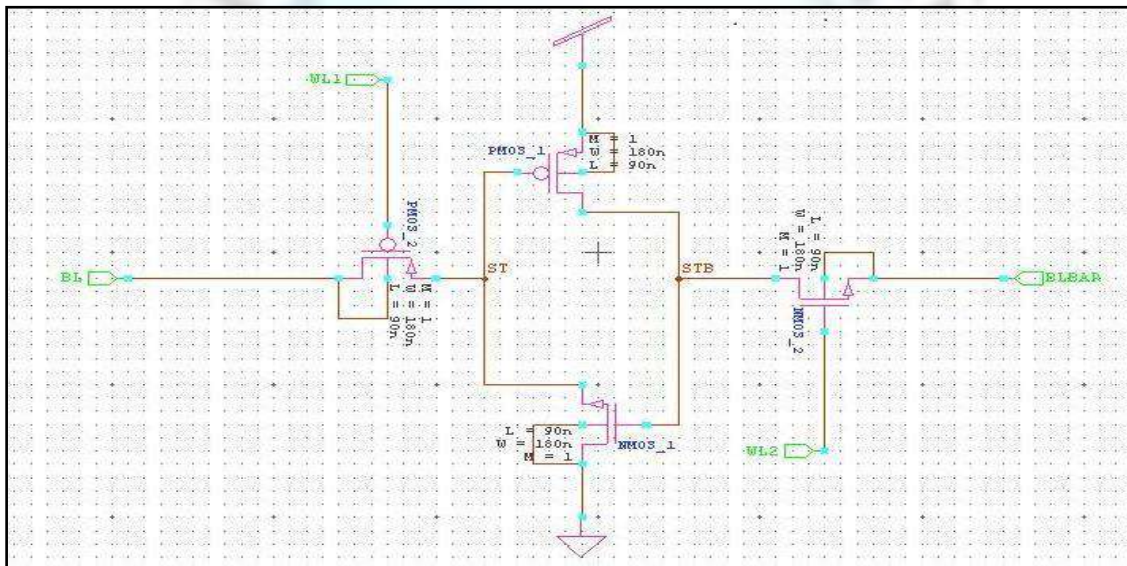 WL1
PMOS_1
M = 1
W = 180n
L = 90n
PMOS_2
M = 1
W = 180n
L = 90n
BL
ST
STB
L = 90n
W = 180n
M = 1
NMOS_2
BLBAR
L = 90n
W = 180n
M = 1
NMOS_1
WL2